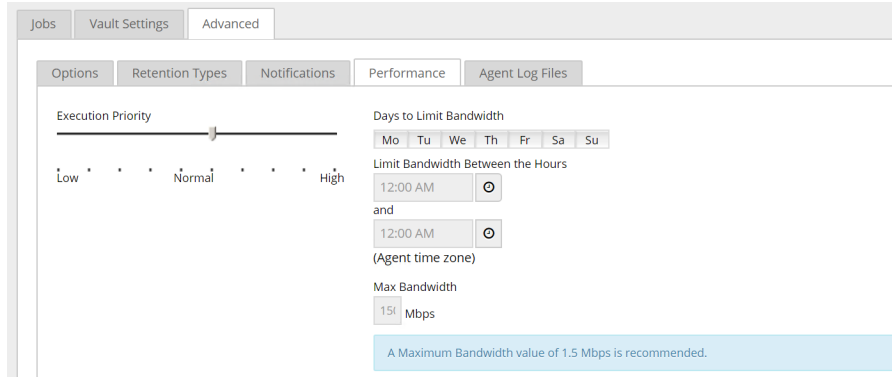 Jobs Vault Settings Advanced
Options Retention Types Notifications Performance Agent Log Files
Execution Priority
Low Normal High
Days to Limit Bandwidth
Mo Tu We Th Fr Sa Su
Limit Bandwidth Between the Hours
12:00 AM
and
12:00 AM
(Agent time zone)
Max Bandwidth
Mbps
A Maximum Bandwidth value of 1.5 Mbps is recommended.